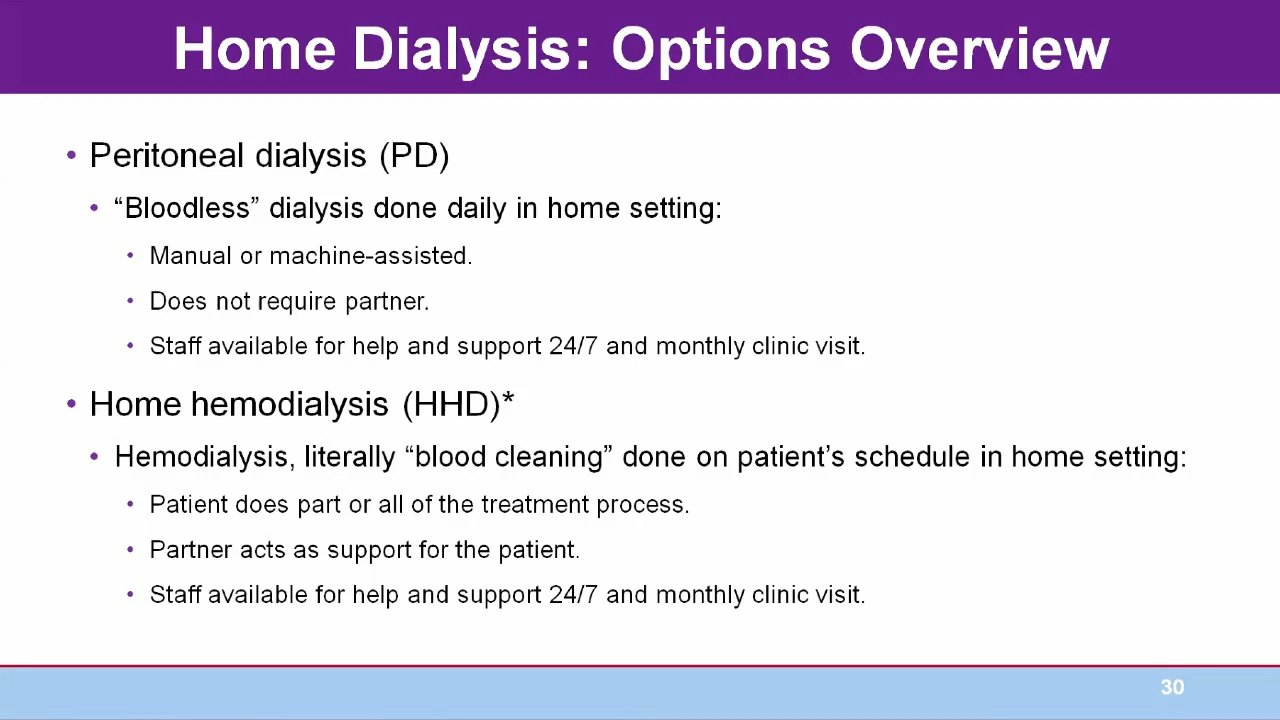 Home Dialysis: Options Overview
• Peritoneal dialysis (PD)
• “Bloodless” dialysis done daily in home setting:
• Manual or machine-assisted.
• Does not require partner.
• Staff available for help and support 24/7 and monthly clinic visit.
• Home hemodialysis (HHD)*
• Hemodialysis, literally “blood cleaning” done on patient’s schedule in home setting:
• Patient does part or all of the treatment process.
• Partner acts as support for the patient.
• Staff available for help and support 24/7 and monthly clinic visit.
30